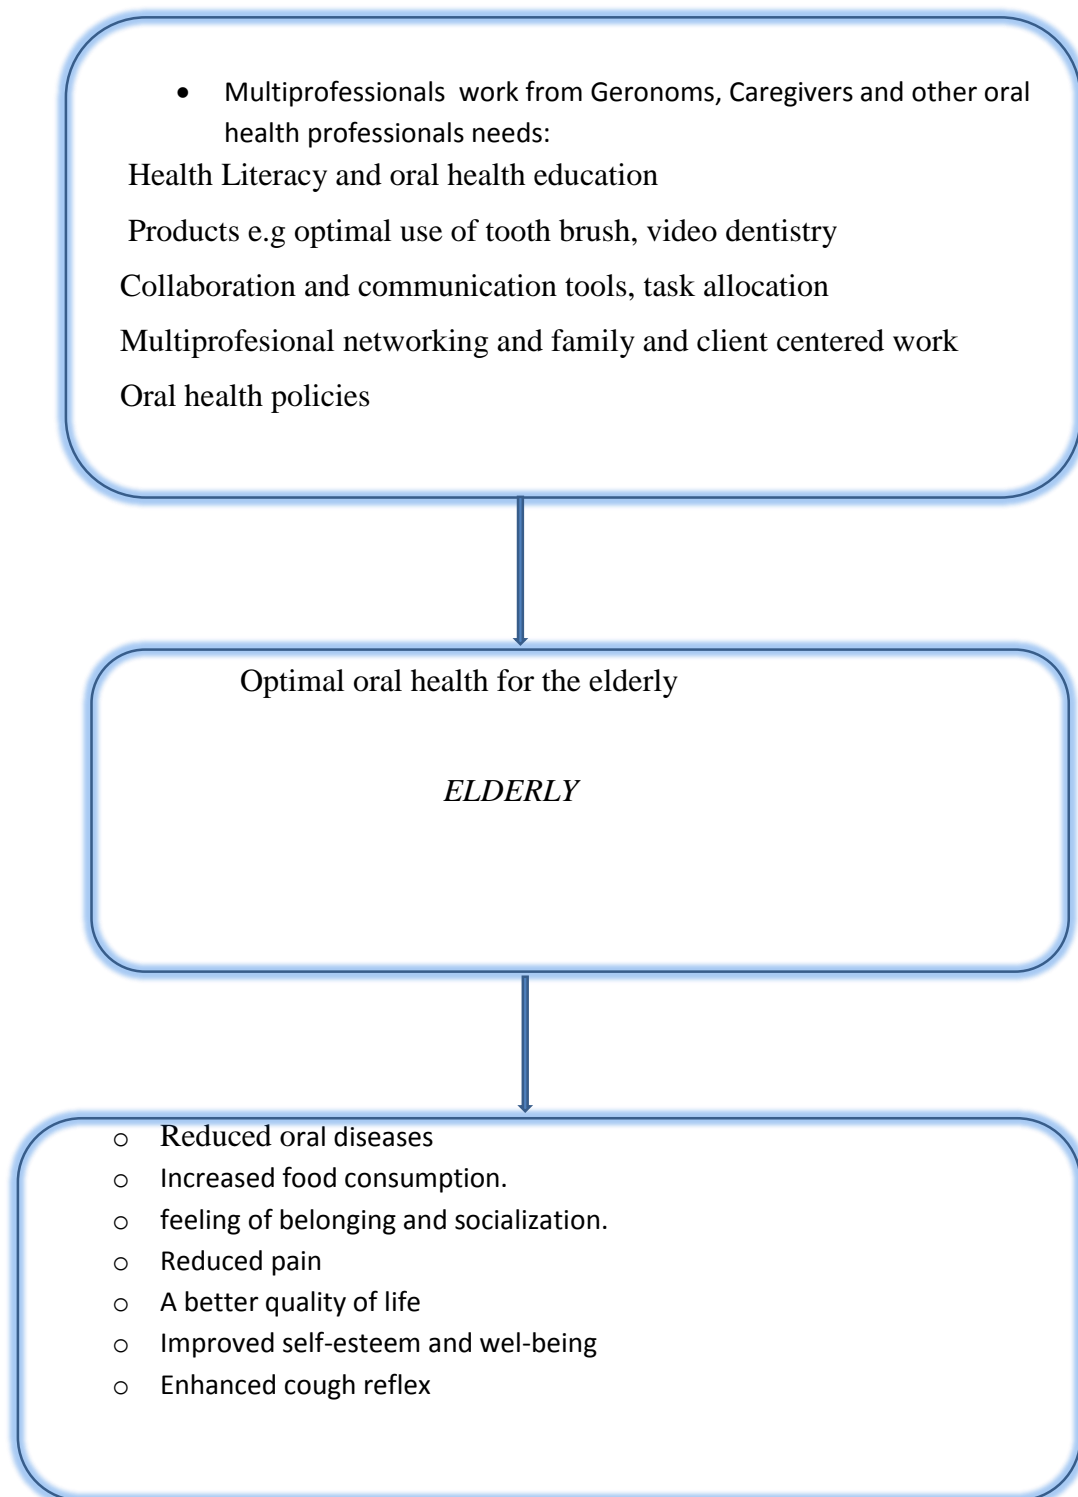 • Multiprofessionals work from Geronoms, Caregivers and other oral
health professionals needs:
Health Literacy and oral health education
Products e.g optimal use of tooth brush, video dentistry
Collaboration and communication tools, task allocation
Multiprofesional networking and family and client centered work
Oral health policies
Optimal oral health for the elderly
ELDERLY
o Reduced oral diseases
o Increased food consumption.
o feeling of belonging and socialization.
o Reduced pain
o A better quality of life
o Improved self-esteem and wel-being
o Enhanced cough reflex